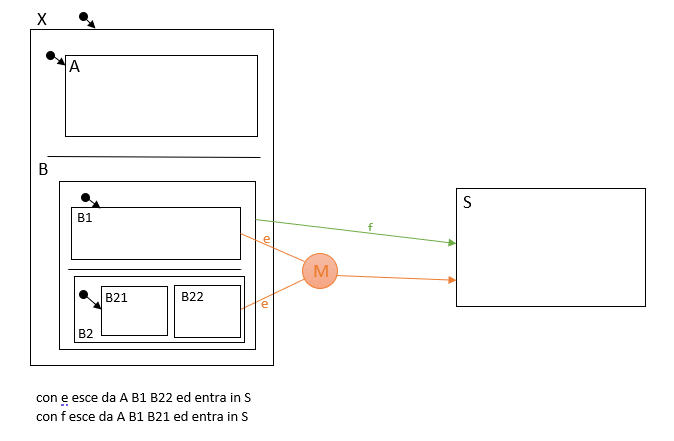 X
A
B
B1
B21
B22
B2
e
e
M
f
S
con e esce da A B1 B22 ed entra in S
con f esce da A B1 B21 ed entra in S